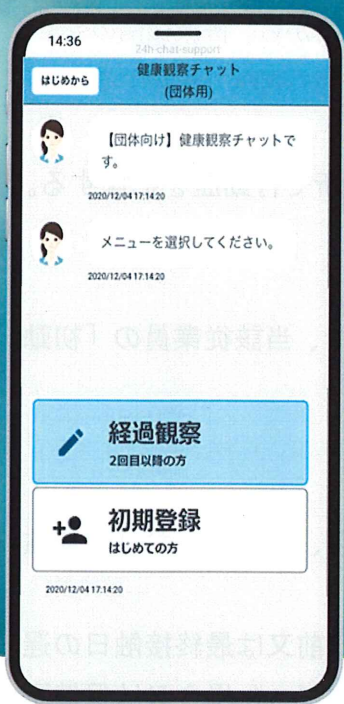 14:36
24h-chat-support
はじめから
健康観察チャット
(団体用)
【団体向け】健康観察チャットで
す。
2020/12/04 17:14:20
メニューを選択してください。
2020/12/04 17:14:20
経過観察
2回目以降の方
初期登録
はじめての方
2020/12/04 17:14:20